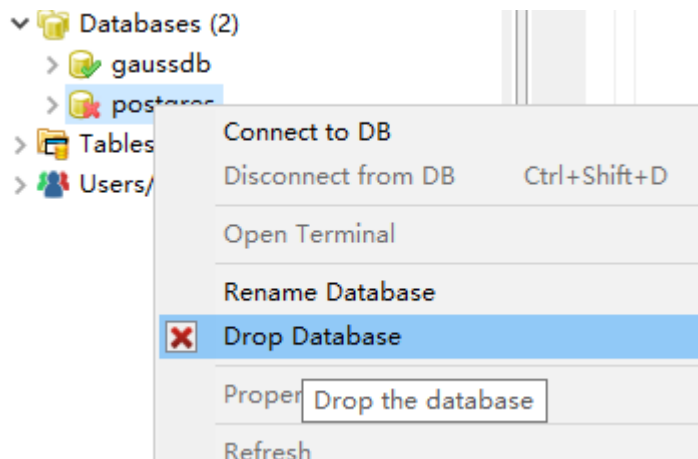 Databases (2)
gaussdb
postgres
Connect to DB
Tables
Disconnect from DB Ctrl+Shift+D
Users/
Open Terminal
Rename Database
Drop Database
Proper
Drop the database
Refresh